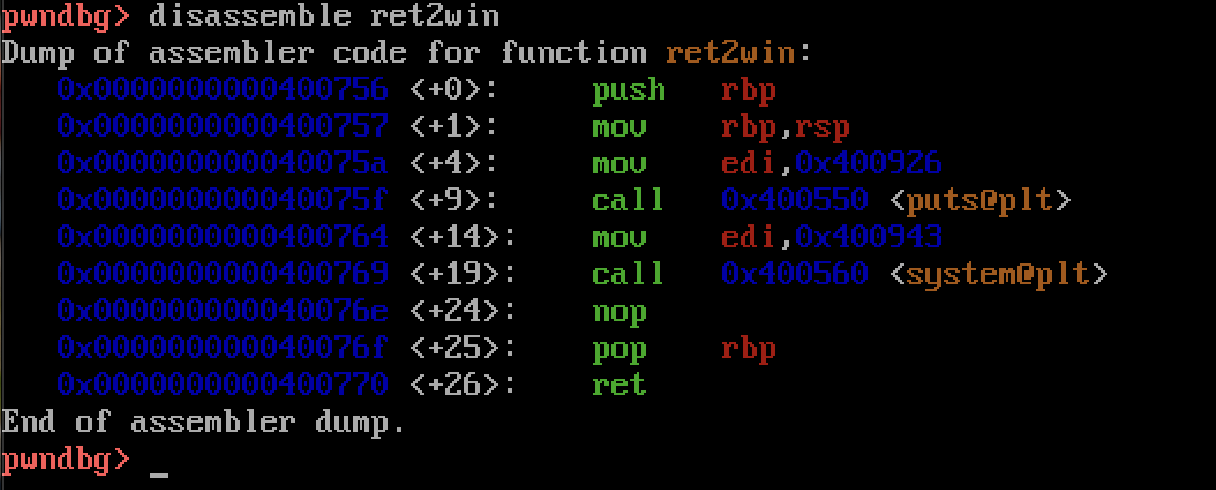 pwndbg> disassemble ret2win
Dump of assembler code for function ret2win:
   0x0000000000400756 <+0>:     push   rbp
   0x0000000000400757 <+1>:     mov    rbp,rsp
   0x000000000040075a <+4>:     mov    edi,0x400926
   0x000000000040075f <+9>:     call   0x400550 <puts@plt>
   0x0000000000400764 <+14>:    mov    edi,0x400943
   0x0000000000400769 <+19>:    call   0x400560 <system@plt>
   0x000000000040076e <+24>:    nop
   0x000000000040076f <+25>:    pop    rbp
   0x0000000000400770 <+26>:    ret
End of assembler dump.
pwndbg> _